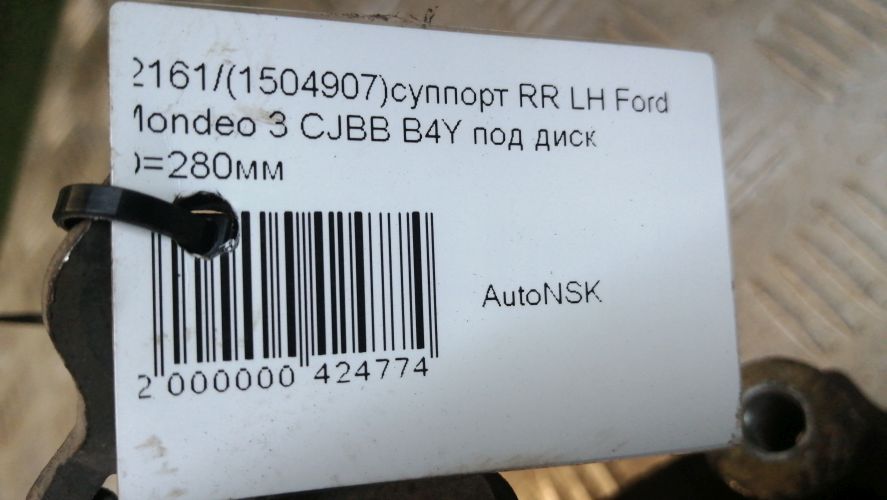 2161/(1504907)суппорт RR LH Ford
Mondeo 3 CJBB B4Y под диск
D=280мм
AutoNSK
2 000000 424774